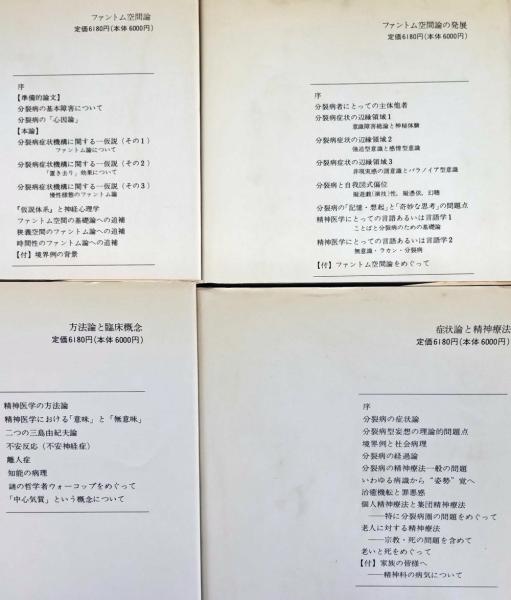 ファントム空間論
定価6180円(本体6000円)
序
【準備的論文】
分裂病の基本障害について
分裂病の「心因論」
【本論】
分裂病症状機構に関する一仮説(その1)
ファントム論について
分裂病症状機構に関する一仮説(その2)
「置き去り」効果について
分裂病症状機構に関する一仮説(その3)
慢性様態のファントム論
『仮説体系』と神経心理学
ファントム空間の基礎論への追補
狭義空間のファントム論への追補
時間性のファントム論への追補
【付】境界例の背景
ファントム空間論の発展
定価6180円(本体6000円)
序
分裂病者にとっての主体他者
分裂病症状の辺縁領域1
意識障害総論と神秘体験
分裂病症状の辺縁領域2
強迫型意識と感情型意識
分裂病症状の辺縁領域3
非現実感の諸意識とパラノイア型意識
分裂病と自我図式偏位
擬遊戯(演技)性,擬憑依,幻聴
分裂病の「記憶・想起」と「奇妙な思考」の問題点
精神医学にとっての言語あるいは言語学1
ことばと分裂病のための基礎論
精神医学にとっての言語あるいは言語学2
無意識・ラカン・分裂病
【付】ファントム空間論をめぐって
方法論と臨床概念
定価6180円(本体6000円)
精神医学の方法論
精神医学における「意味」と「無意味」
二つの三島由紀夫論
不安反応(不安神経症)
離人症
知能の病理
謎の哲学者ウォーコップをめぐって
「中心気質」という概念について
症状論と精神療法
定価6180円(本体6000円)
序
分裂病の症状論
分裂病型妄想の理論的問題点
境界例と社会病理
分裂病の経過論
分裂病の精神療法一般の問題
いわゆる病識から“姿勢”覚へ
治癒機転と罪悪感
個人精神療法と集団精神療法
――特に分裂病圏の問題をめぐって
老人に対する精神療法
――宗教・死の問題を含めて
老いと死をめぐって
【付】家族の皆様へ
――精神科の病気について